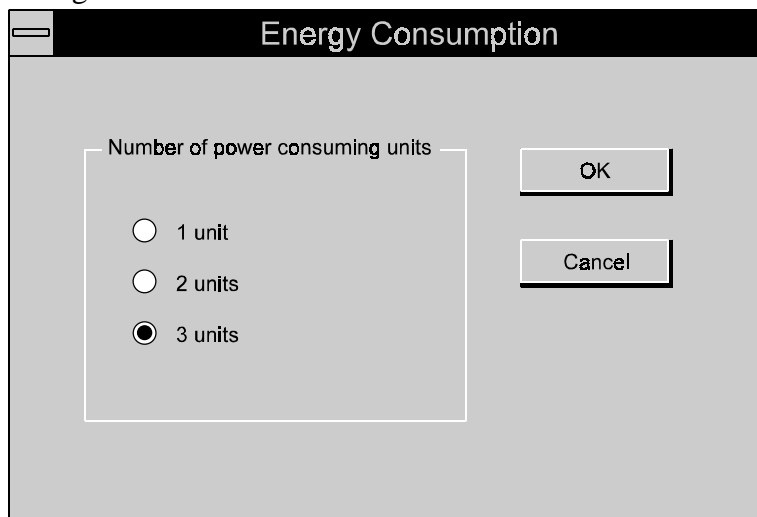 Energy Consumption
Number of power consuming units
OK
1 unit
Cancel
2 units
3 units